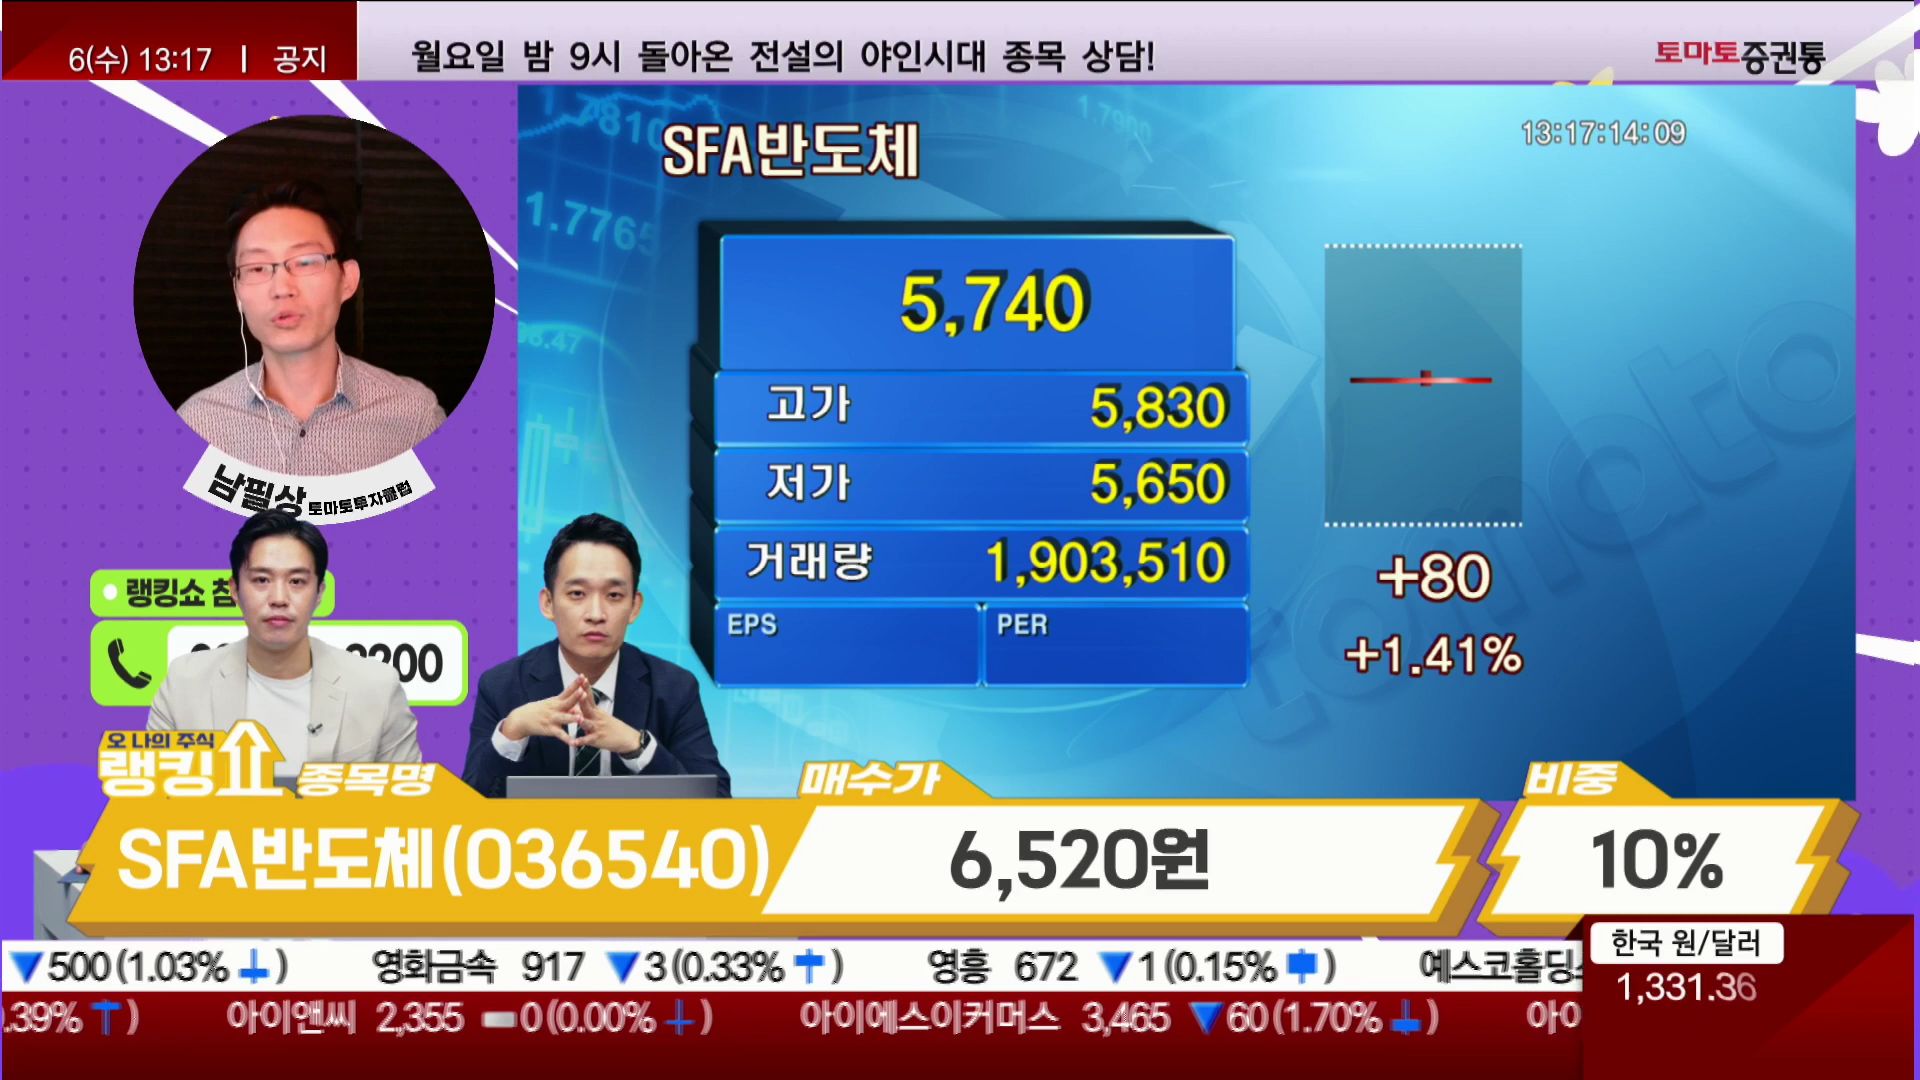 6(수) 13:17 | 공지
월요일 밤 9시 돌아온 전설의 야인시대 종목 상담!
토마토증권통
SFA반도체
13:17:14:09
5,740
고가 5,830
저가 5,650
거래량 1,903,510
EPS PER
+80
+1.41%
tomato
1.7765
남필상 토마토투자클럽
랭킹쇼
오 나의 주식
랭킹쇼
종목명 매수가 비중
SFA반도체(036540) 6,520원 10%
▼500(1.03% ) 영화금속 917 ▼3(0.33% ) 영흥 672 ▼1(0.15% )
한국 원/달러
1,331.36
.39% ) 아이앤씨 2,355 0(0.00% ) 아이에스이커머스 3,465 ▼60(1.70% )